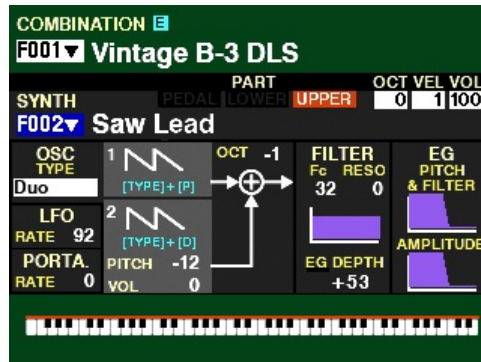 COMBINATION E
F001▼ Vintage B-3 DLS
PART
OCT VEL VOL
SYNTH
PEDAL LOWER UPPER 0 1 100
F002▼ Saw Lead
OSC TYPE
Duo
1
[TYPE]+[P]
OCT -1
FILTER
Fc RESO
32 0
EG
PITCH & FILTER
LFO
RATE 92
2
[TYPE]+[D]
PITCH -12
VOL 0
PORTA.
RATE 0
EG DEPTH
+53
AMPLITUDE